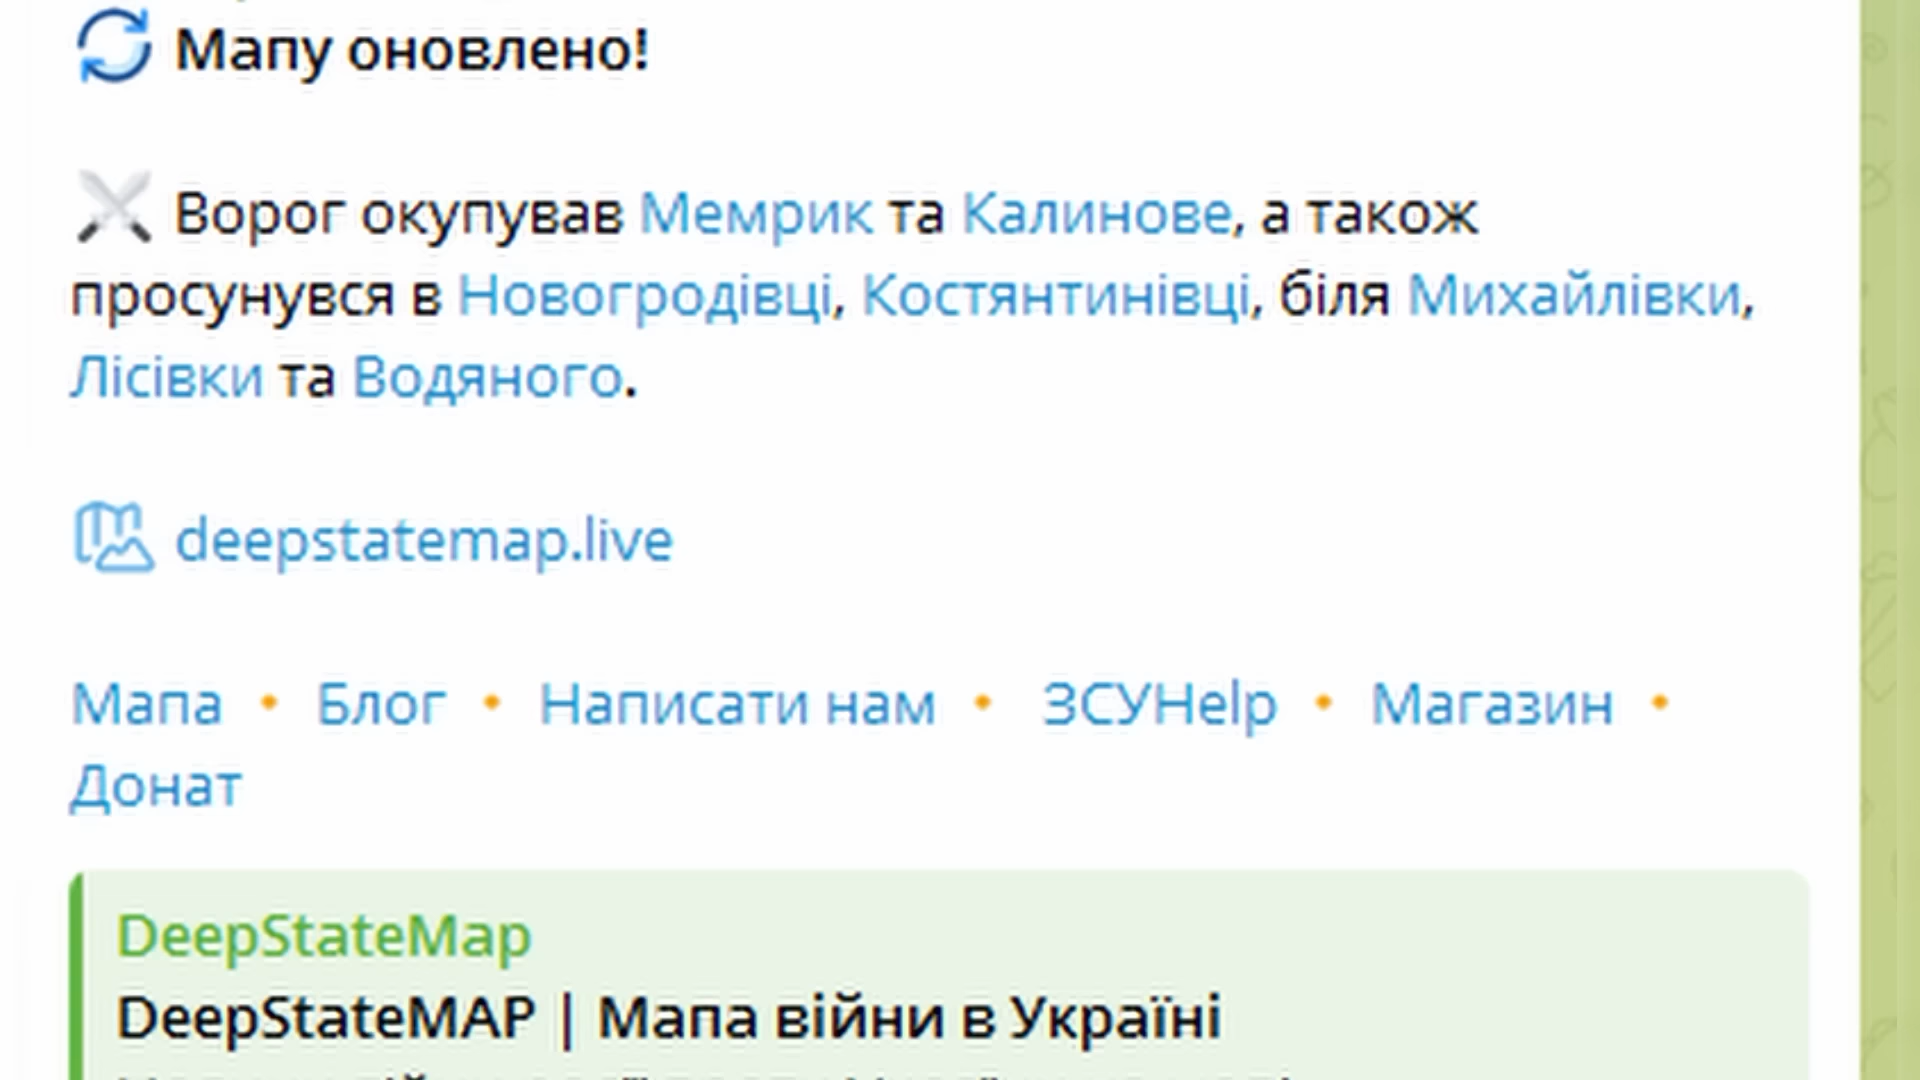 Мапу оновлено!
Ворог окупував Мемрик та Калинове, а також
просунувся в Новогродівці, Костянтинівці, біля Михайлівки,
Лісівки та Водяного.
deepstatemap.live
Мапа • Блог • Написати нам • ЗСУHelp • Магазин •
Донат
DeepStateMap
DeepStateMAP | Мапа війни в Україні